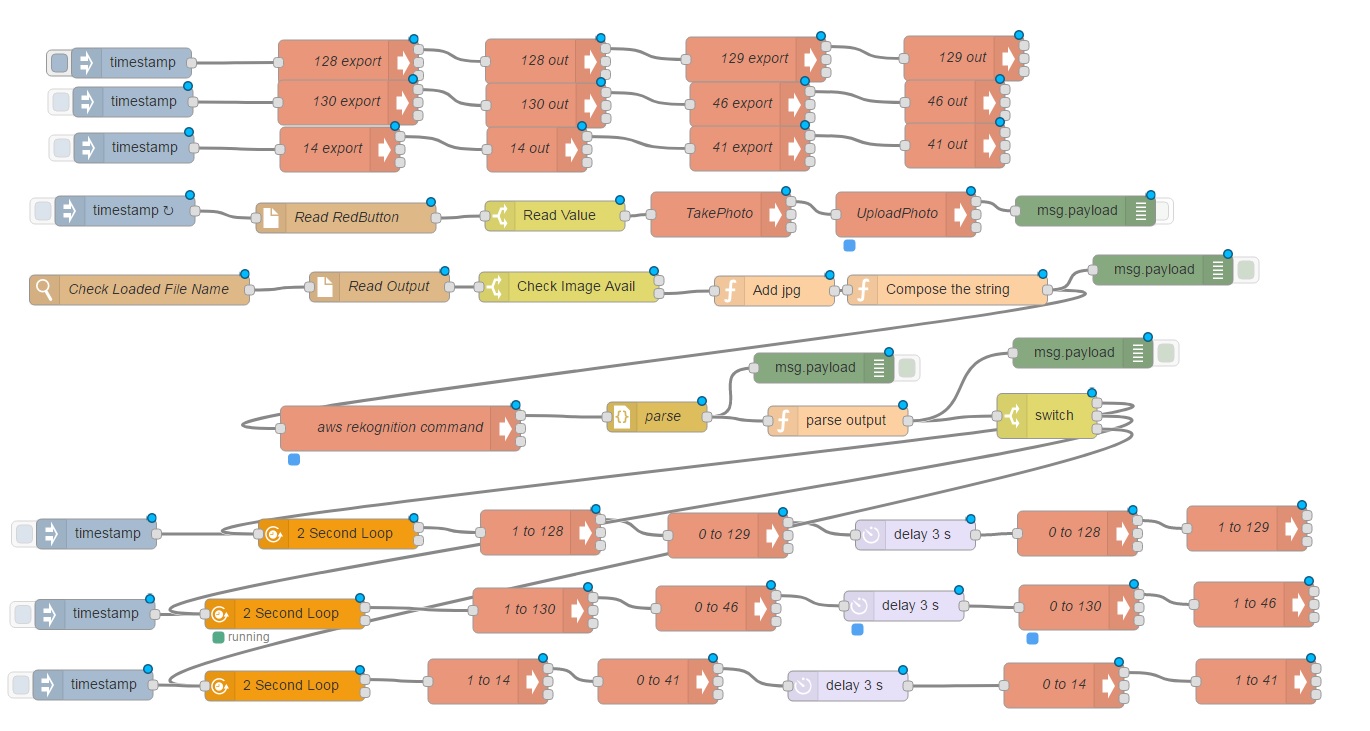 timestamp 128 export 128 out 129 export 129 out
timestamp 130 export 130 out 46 export 46 out
timestamp 14 export 14 out 41 export 41 out
timestamp ↻ Read RedButton Read Value TakePhoto UploadPhoto msg.payload
msg.payload
Check Loaded File Name Read Output Check Image Avail Add jpg Compose the string
msg.payload
msg.payload
aws rekognition command parse parse output switch
timestamp 2 Second Loop 1 to 128 0 to 129 delay 3 s 0 to 128 1 to 129
timestamp 2 Second Loop 1 to 130 0 to 46 delay 3 s 0 to 130 1 to 46
running
timestamp 2 Second Loop 1 to 14 0 to 41 delay 3 s 0 to 14 1 to 41